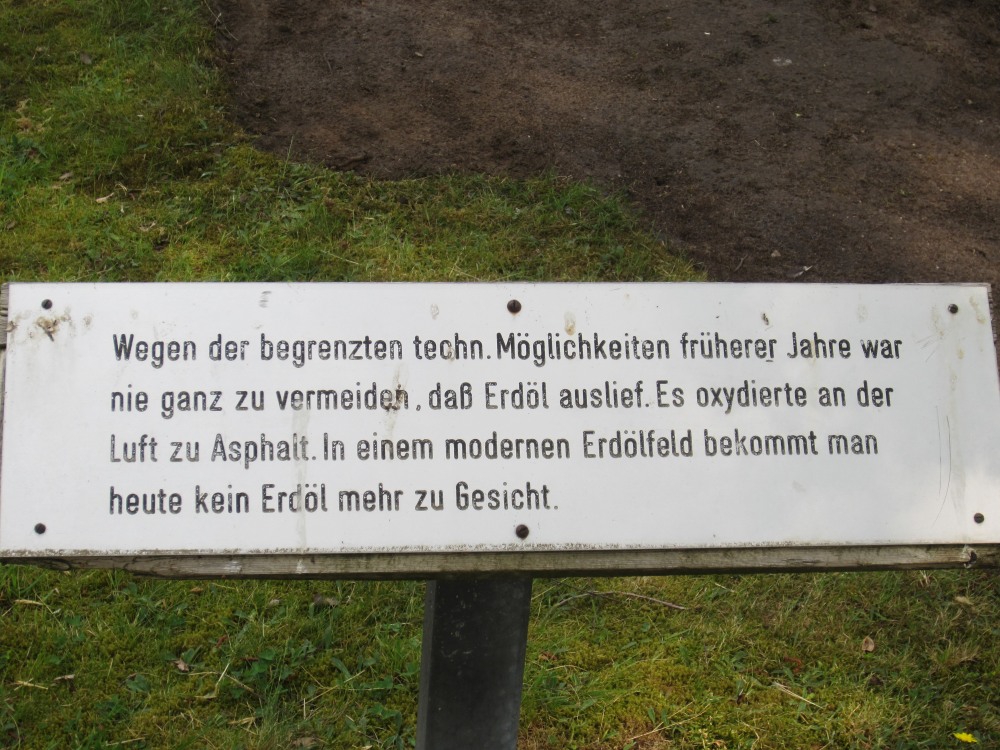 Wegen der begrenzten techn. Möglichkeiten früherer Jahre war
nie ganz zu vermeiden, daß Erdöl auslief. Es oxydierte an der
Luft zu Asphalt. In einem modernen Erdölfeld bekommt man
heute kein Erdöl mehr zu Gesicht.